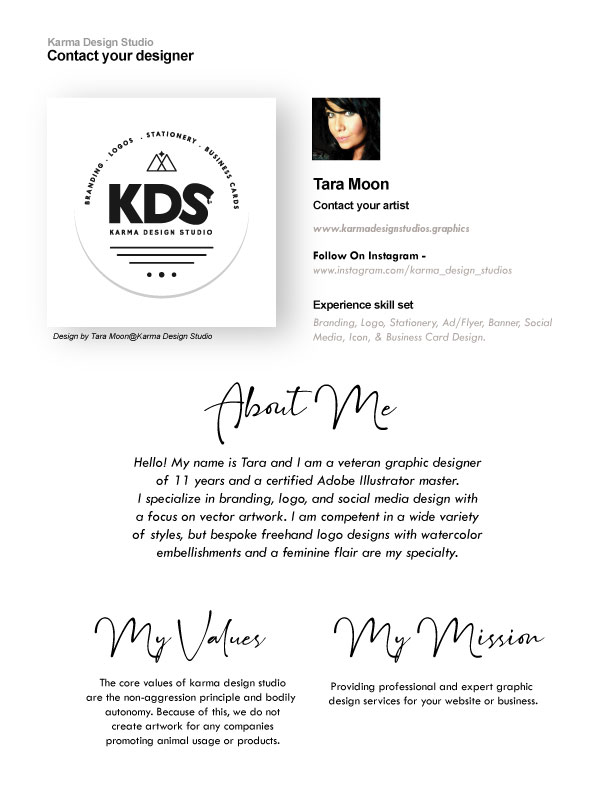 Karma Design Studio
Contact your designer
BRANDING . LOGOS . STATIONERY . BUSINESS CARDS
KDS
KARMA DESIGN STUDIO
Design by Tara Moon@Karma Design Studio
Tara Moon
Contact your artist
www.karmadesignstudios.graphics
Follow On Instagram -
www.instagram.com/karma_design_studios
Experience skill set
Branding, Logo, Stationery, Ad/Flyer, Banner, Social
Media, Icon, & Business Card Design.
About Me
Hello! My name is Tara and I am a veteran graphic designer
of 11 years and a certified Adobe Illustrator master.
I specialize in branding, logo, and social media design with
a focus on vector artwork. I am competent in a wide variety
of styles, but bespoke freehand logo designs with watercolor
embellishments and a feminine flair are my specialty.
My Values
The core values of karma design studio
are the non-aggression principle and bodily
autonomy. Because of this, we do not
create artwork for any companies
promoting animal usage or products.
My Mission
Providing professional and expert graphic
design services for your website or business.